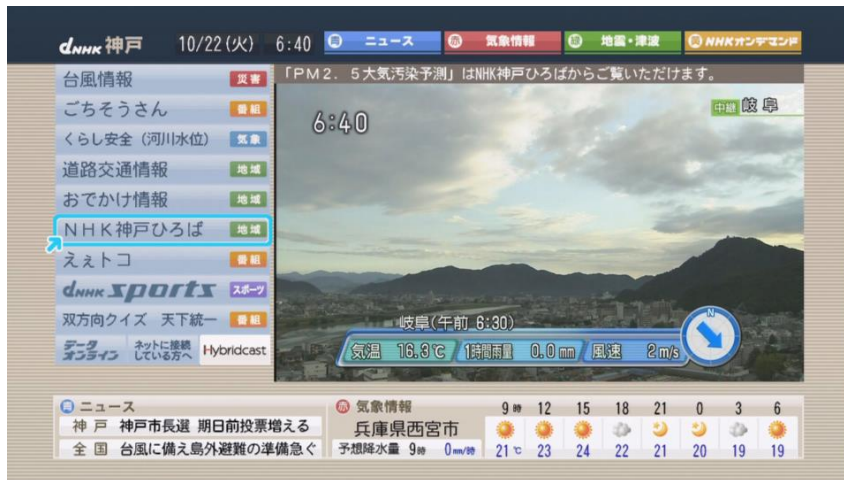 dNHK 神戸 10/22(火) 6:40 青 ニュース 赤 気象情報 緑 地震・津波 黄 NHKオンデマンド
台風情報 災害
ごちそうさん 番組
くらし安全(河川水位) 気象
道路交通情報 地域
おでかけ情報 地域
NHK神戸ひろば 地域
えぇトコ 番組
dNHK sports スポーツ
双方向クイズ 天下統一 番組
データオンライン ネットに接続している方へ Hybridcast
「PM2.5大気汚染予測」はNHK神戸ひろばからご覧いただけます。
6:40
中継 岐阜
岐阜(午前 6:30)
N
気温 16.3℃ 1時間雨量 0.0mm 風速 2m/s
青 ニュース
神戸 神戸市長選 期日前投票増える
全国 台風に備え島外避難の準備急ぐ
赤 気象情報 9時 12 15 18 21 0 3 6
兵庫県西宮市
予想降水量 9時 0mm/時 21℃ 23 24 22 21 20 19 19